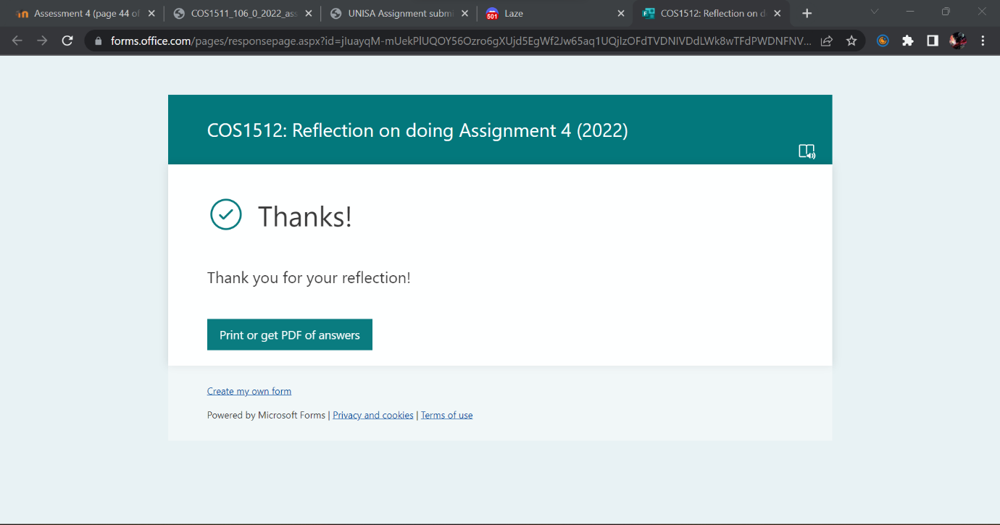 Assessment 4 (page 44 of
COS1511_106_0_2022_ass
UNISA Assignment submi
501
Laze
COS1512: Reflection on d
forms.office.com/pages/responsepage.aspx?id=jIuayqM-mUekPlUQOY56Ozro6gXUjd5EgWf2Jw65aq1UQjIzOFdTVDNIVDdLWk8wTFdPWDNFNV...
COS1512: Reflection on doing Assignment 4 (2022)
Thanks!
Thank you for your reflection!
Print or get PDF of answers
Create my own form
Powered by Microsoft Forms | Privacy and cookies | Terms of use